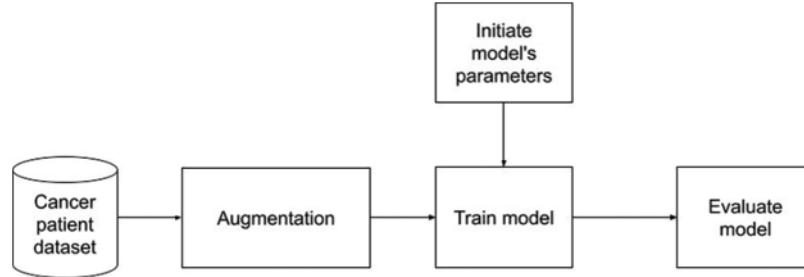 Initiate
model's
parameters
Cancer
patient
dataset
Augmentation
Train model
Evaluate
model